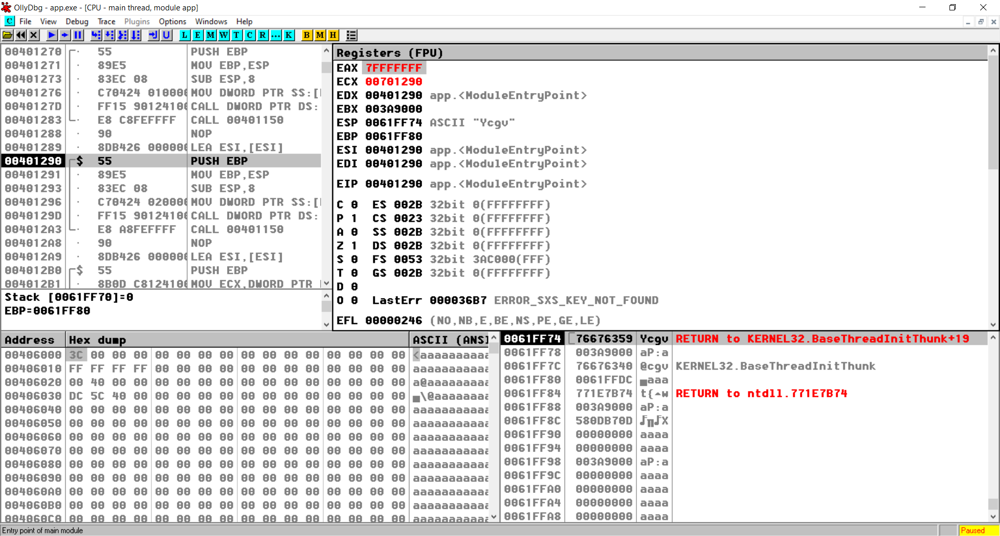 OllyDbg - app.exe - [CPU - main thread, module app]
C File View Debug Trace Plugins Options Windows Help
L E M W T C R ... K B M H
00401270 · 55 PUSH EBP
00401271 · 89E5 MOV EBP,ESP
00401273 · 83EC 08 SUB ESP,8
00401276 · C70424 010000 MOV DWORD PTR SS:[
0040127D · FF15 90124100 CALL DWORD PTR DS:
00401283 · E8 C8FEFFFF CALL 00401150
00401288 · 90 NOP
00401289 · 8DB426 000000 LEA ESI,[ESI]
00401290 $ 55 PUSH EBP
00401291 · 89E5 MOV EBP,ESP
00401293 · 83EC 08 SUB ESP,8
00401296 · C70424 020000 MOV DWORD PTR SS:[
0040129D · FF15 90124100 CALL DWORD PTR DS:
004012A3 · E8 A8FEFFFF CALL 00401150
004012A8 · 90 NOP
004012A9 · 8DB426 000000 LEA ESI,[ESI]
004012B0 $ 55 PUSH EBP
004012B1 · 8B0D C8124100 MOV ECX,DWORD PTR
Stack [0061FF70]=0
EBP=0061FF80
Registers (FPU)
EAX 7FFFFFFF
ECX 00701290
EDX 00401290 app.<ModuleEntryPoint>
EBX 003A9000
ESP 0061FF74 ASCII "Ycgv"
EBP 0061FF80
ESI 00401290 app.<ModuleEntryPoint>
EDI 00401290 app.<ModuleEntryPoint>
EIP 00401290 app.<ModuleEntryPoint>
C 0 ES 002B 32bit 0(FFFFFFFF)
P 1 CS 0023 32bit 0(FFFFFFFF)
A 0 SS 002B 32bit 0(FFFFFFFF)
Z 1 DS 002B 32bit 0(FFFFFFFF)
S 0 FS 0053 32bit 3AC000(FFF)
T 0 GS 002B 32bit 0(FFFFFFFF)
D 0
O 0 LastErr 000036B7 ERROR_SXS_KEY_NOT_FOUND
EFL 00000246 (NO,NB,E,BE,NS,PE,GE,LE)
Address Hex dump ASCII (ANSI
00406000 3C 00 00 00 00 00 00 00 00 00 00 00 00 00 00 00 <aaaaaaaaaa
00406010 FF FF FF FF 00 00 00 00 00 00 00 00 00 00 00 00 aaaaaaaaaaa
00406020 00 40 00 00 00 00 00 00 00 00 00 00 00 00 00 00 a@aaaaaaaaa
00406030 DC 5C 40 00 00 00 00 00 00 00 00 00 00 00 00 00 ▄\@aaaaaaaa
00406040 00 00 00 00 00 00 00 00 00 00 00 00 00 00 00 00 aaaaaaaaaaa
00406050 00 00 00 00 00 00 00 00 00 00 00 00 00 00 00 00 aaaaaaaaaaa
00406060 00 00 00 00 00 00 00 00 00 00 00 00 00 00 00 00 aaaaaaaaaaa
00406070 00 00 00 00 00 00 00 00 00 00 00 00 00 00 00 00 aaaaaaaaaaa
00406080 00 00 00 00 00 00 00 00 00 00 00 00 00 00 00 00 aaaaaaaaaaa
00406090 00 00 00 00 00 00 00 00 00 00 00 00 00 00 00 00 aaaaaaaaaaa
004060A0 00 00 00 00 00 00 00 00 00 00 00 00 00 00 00 00 aaaaaaaaaaa
004060B0 00 00 00 00 00 00 00 00 00 00 00 00 00 00 00 00 aaaaaaaaaaa
004060C0 00 00 00 00 00 00 00 00 00 00 00 00 00 00 00 00 aaaaaaaaaaa
0061FF74 76676359 Ycgv RETURN to KERNEL32.BaseThreadInitThunk+19
0061FF78 003A9000 aP:a
0061FF7C 76676340 @cgv KERNEL32.BaseThreadInitThunk
0061FF80 0061FFDC ▄aaa
0061FF84 771E7B74 t{w RETURN to ntdll.771E7B74
0061FF88 003A9000 aP:a
0061FF8C 580DB70D X
0061FF90 00000000 aaaa
0061FF94 00000000 aaaa
0061FF98 003A9000 aP:a
0061FF9C 00000000 aaaa
0061FFA0 00000000 aaaa
0061FFA4 00000000 aaaa
0061FFA8 00000000 aaaa
Entry point of main module
Paused